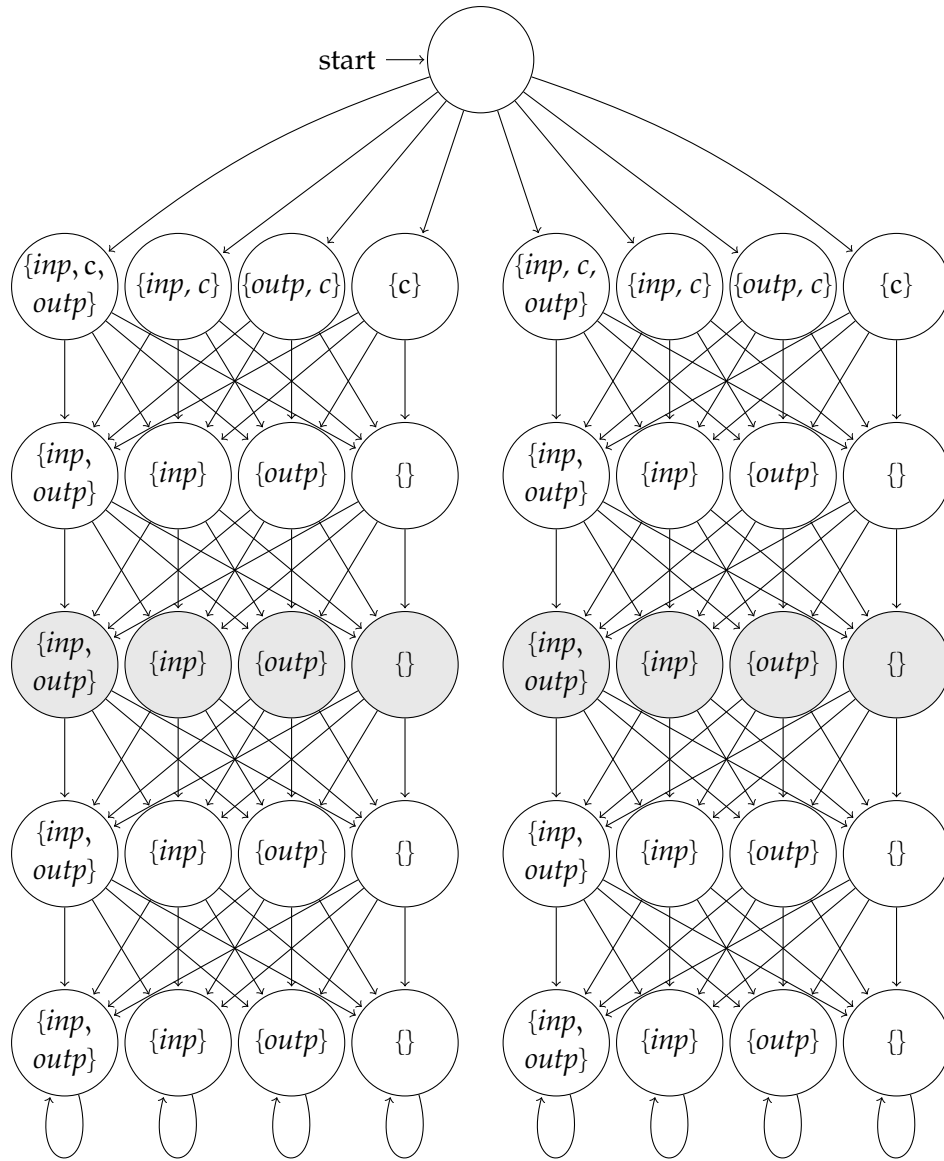 start
{inp, c, outp}
{inp, c}
{outp, c}
{c}
{inp, c, outp}
{inp, c}
{outp, c}
{c}
{inp, outp}
{inp}
{outp}
{}
{inp, outp}
{inp}
{outp}
{}
{inp, outp}
{inp}
{outp}
{}
{inp, outp}
{inp}
{outp}
{}
{inp, outp}
{inp}
{outp}
{}
{inp, outp}
{inp}
{outp}
{}
{inp, outp}
{inp}
{outp}
{}
{inp, outp}
{inp}
{outp}
{}